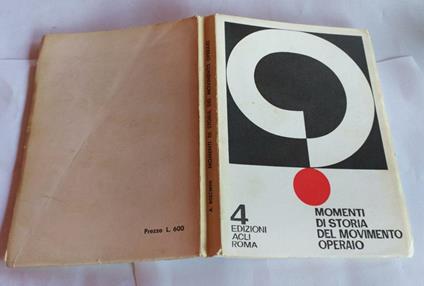 Prezzo L. 600
MOMENTI DI STORIA DEL MOVIMENTO OPERAIO
4
EDIZIONI
ACLI
ROMA
MOMENTI
DI STORIA
DEL MOVIMENTO
OPERAIO